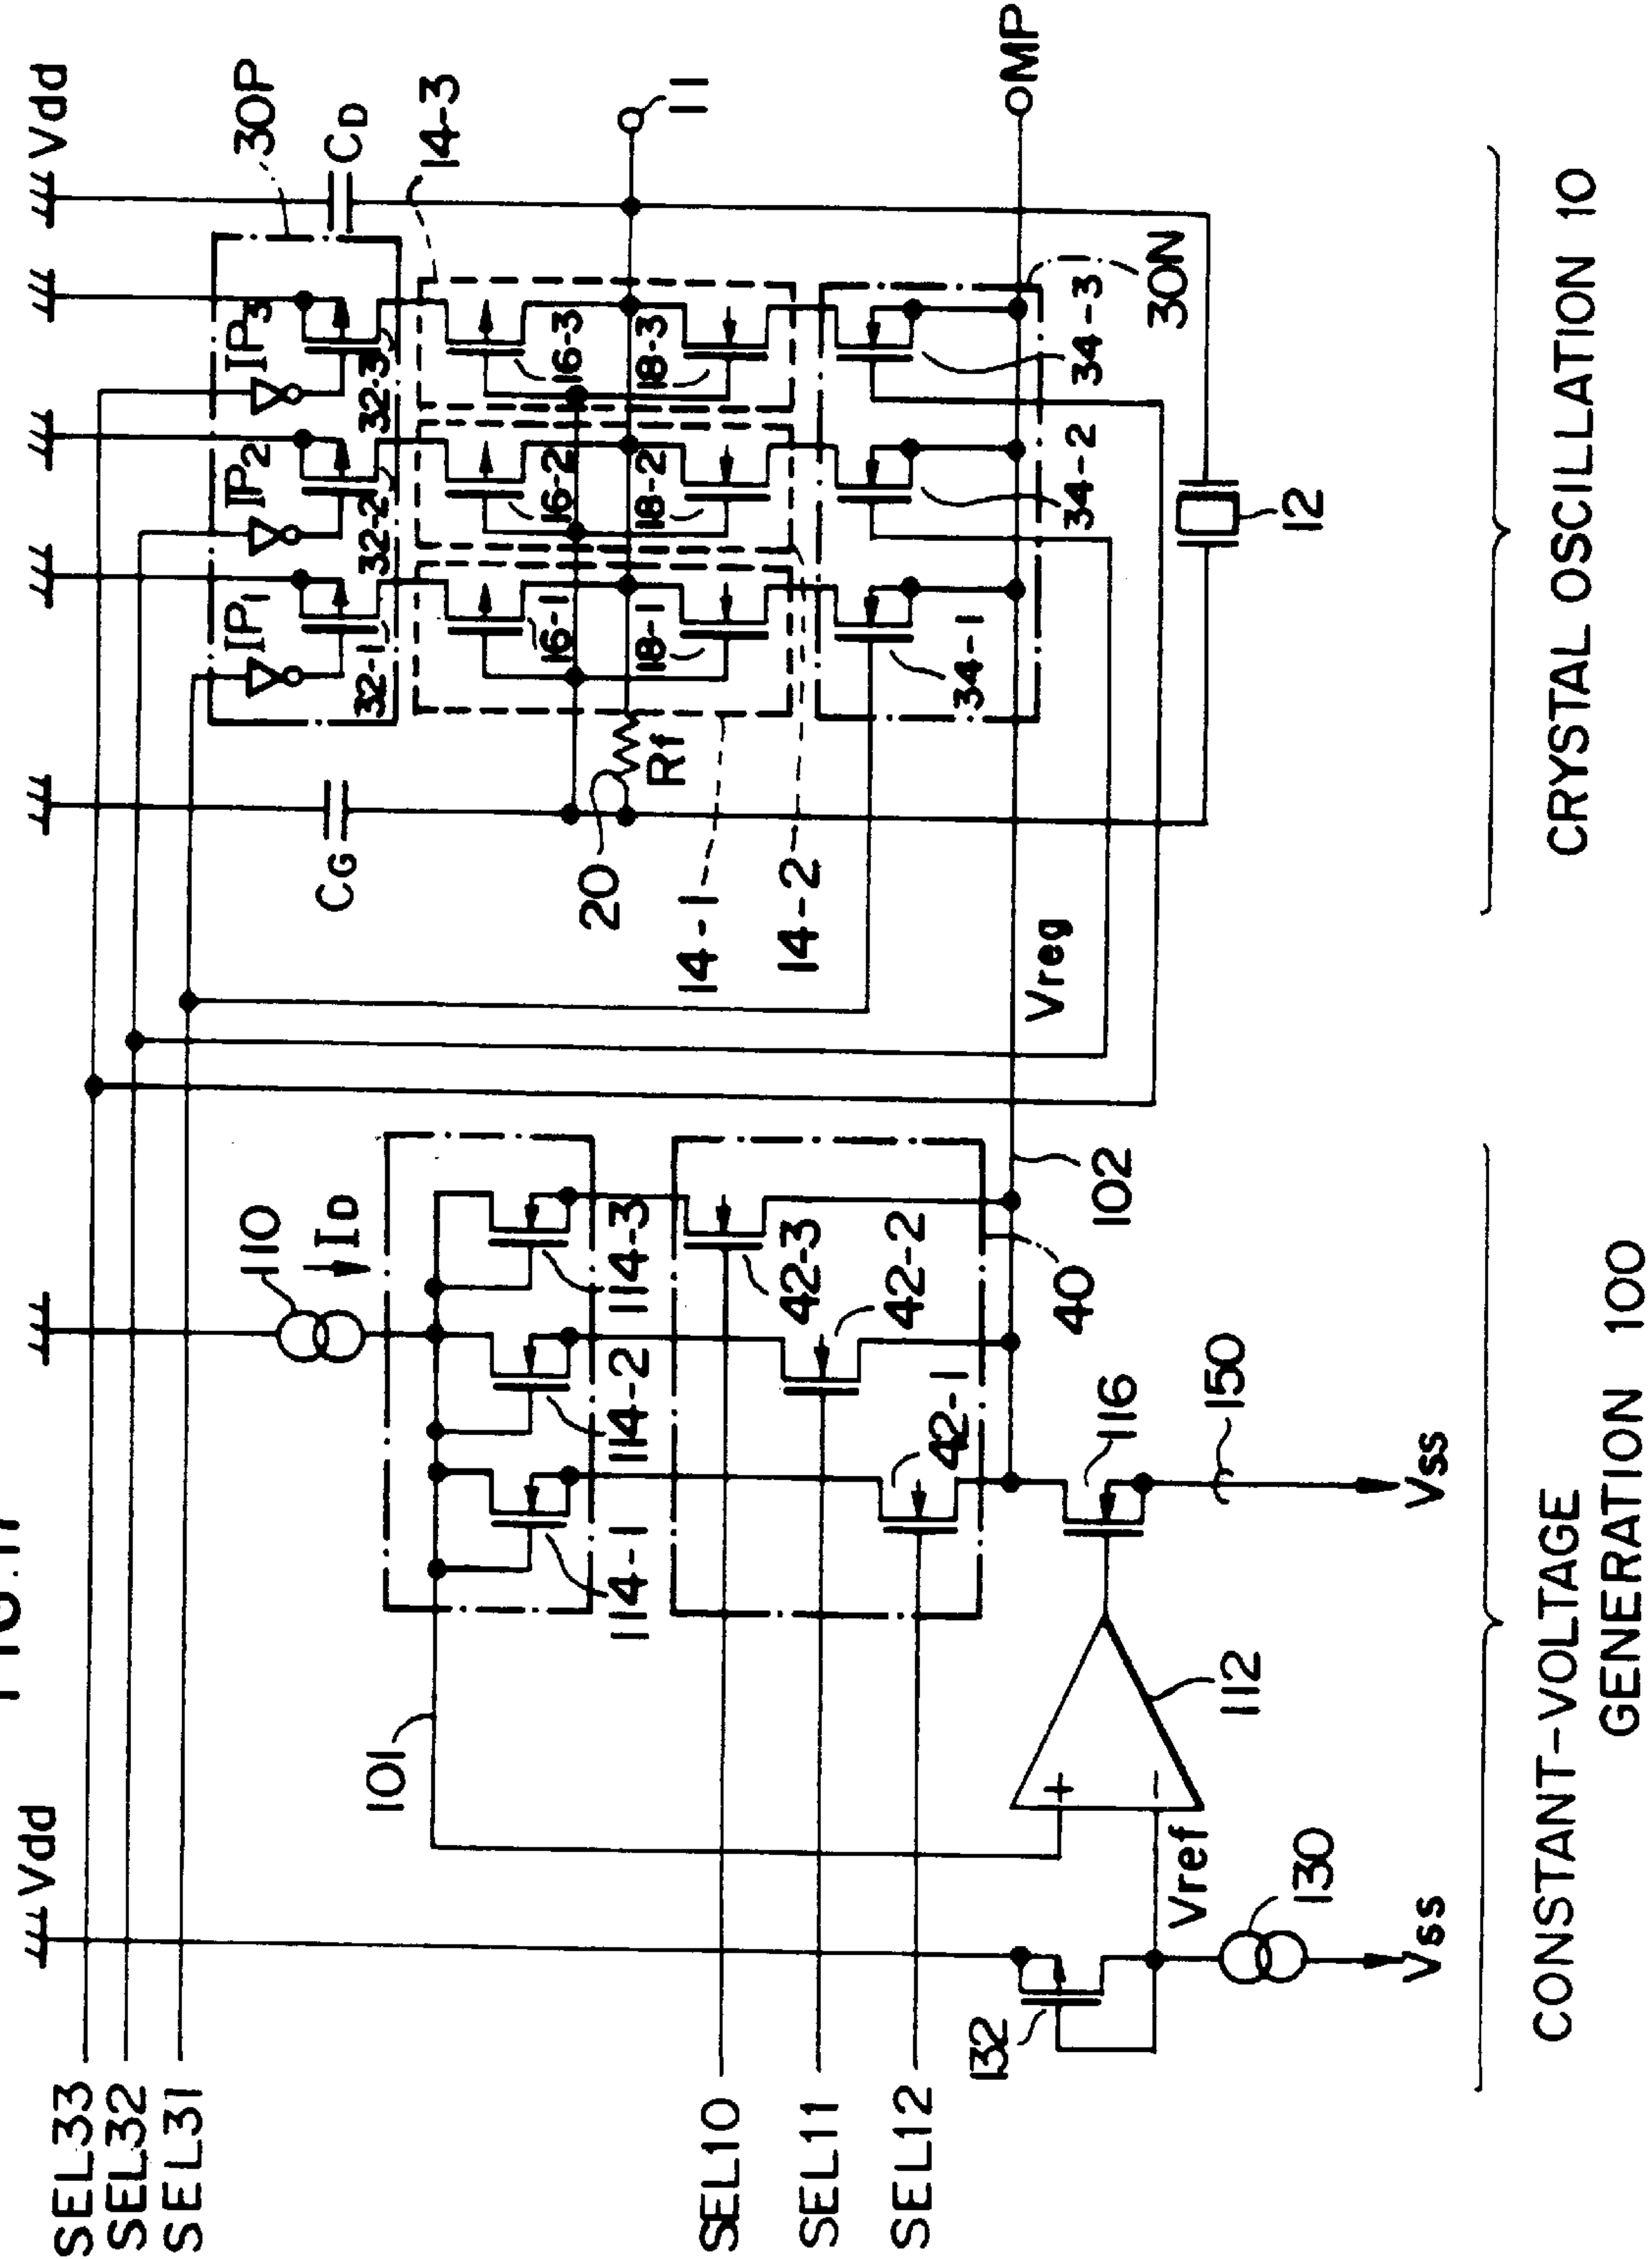 FIG. 17
Vdd
Vdd
SEL33
SEL32
SEL31
110
ID
CG
IP1
IP2
IP3
30P
CD
14-3
32-1
32-2
32-3
101
114-1
114-2
114-3
20
Rf
16-1
16-2
16-3
11
18-1
18-2
18-3
14-1
14-2
SEL10
SEL11
SEL12
42-3
42-2
42-1
34-1
34-2
34-3
30N
MP
Vreg
102
40
132
Vref
+
-
112
116
150
12
130
Vss
Vss
CONSTANT-VOLTAGE
GENERATION 100
CRYSTAL OSCILLATION 10